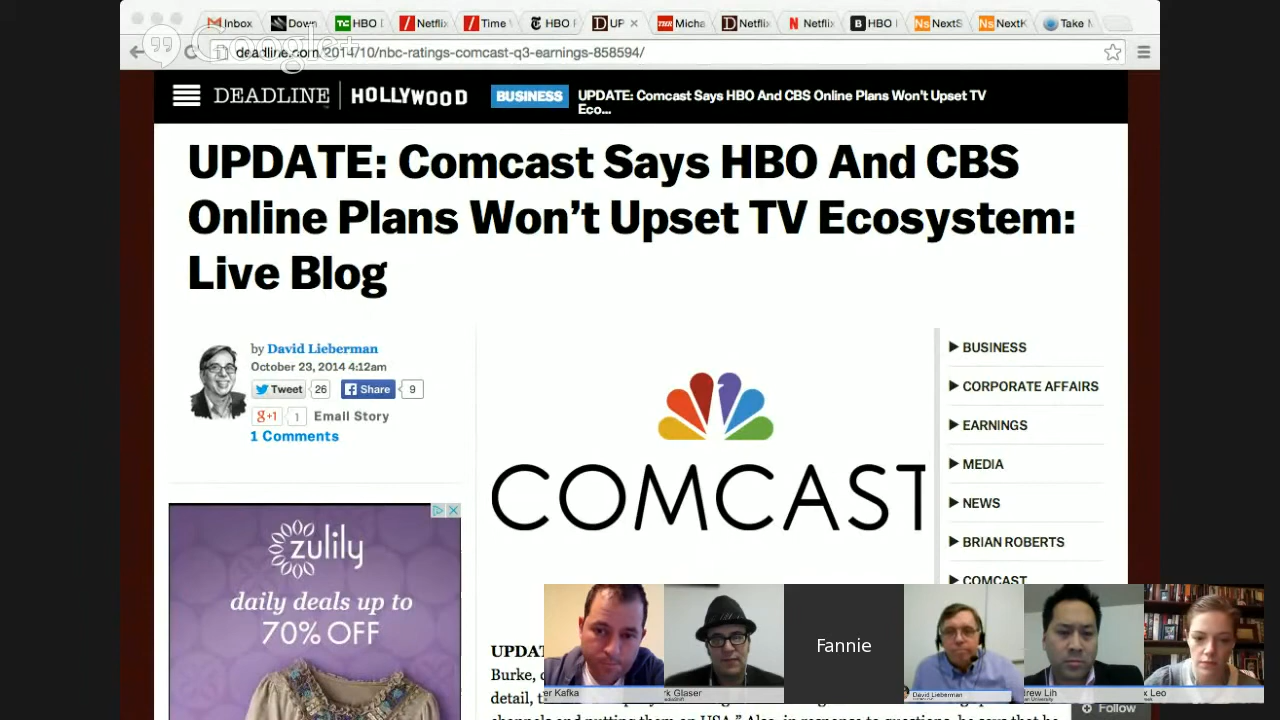 Inbox
Down
HBO
Netflix
Time
HBO
UP
Micha
Netflix
Netflix
HBO
NextS
NextK
Take
Google+
deadline.com/2014/10/nbc-ratings-comcast-q3-earnings-858594/
DEADLINE HOLLYWOOD
BUSINESS
UPDATE: Comcast Says HBO And CBS Online Plans Won't Upset TV
Eco...
UPDATE: Comcast Says HBO And CBS
Online Plans Won't Upset TV Ecosystem:
Live Blog
by David Lieberman
October 23, 2014 4:12am
Tweet 26 Share 9
g+1 1 Email Story
1 Comments
COMCAST
BUSINESS
CORPORATE AFFAIRS
EARNINGS
MEDIA
NEWS
BRIAN ROBERTS
COMCAST
zulily
daily deals up to
70% OFF
UPDAT
Burke,
detail,
Fannie
er Kafka
rk Glaser
David Lieberman
rew Lih
x Leo
Follow